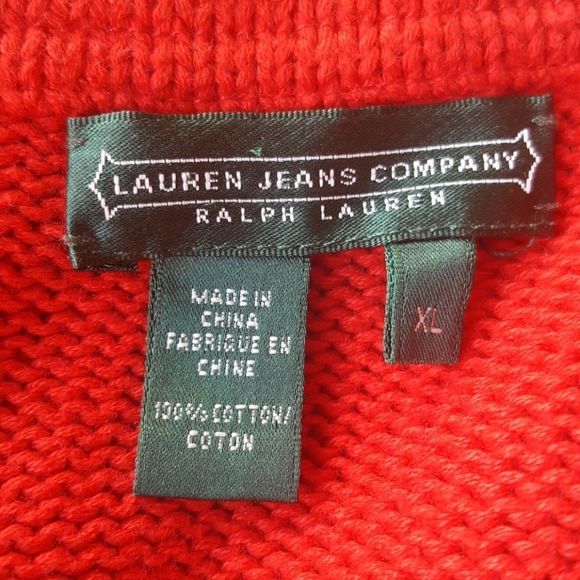 LAUREN JEANS COMPANY
RALPH LAUREN
MADE IN
CHINA
FABRIQUE EN
CHINE
100% COTTON/
COTON
XL